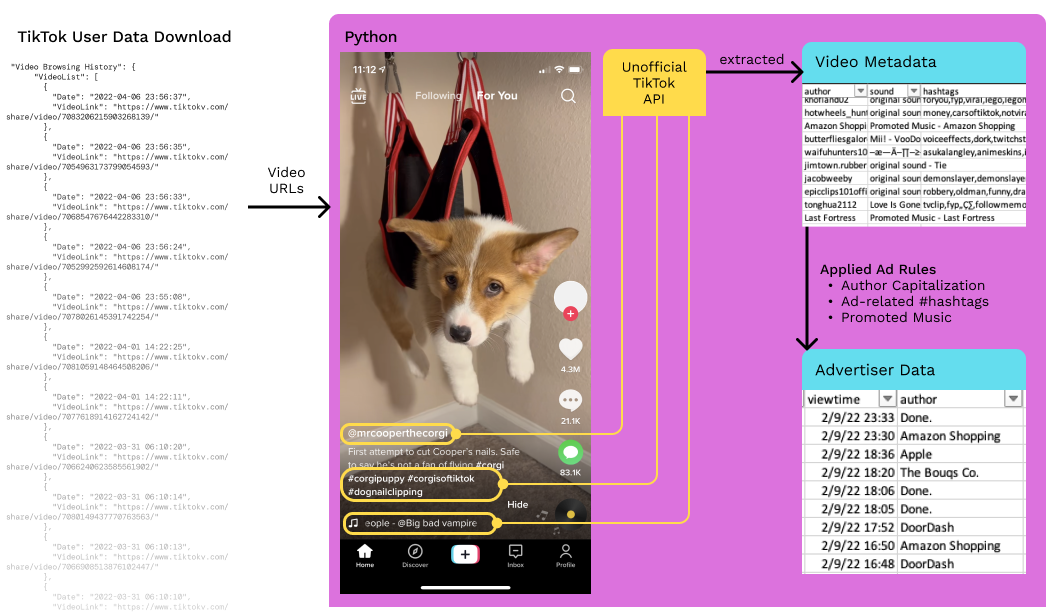 TikTok User Data Download
"Video Browsing History": {
"VideoList": [
{
"Date": "2022-04-06 23:56:37",
"VideoLink": "https://www.tiktokv.com/
share/video/7083206215903268139/"
},
{
"Date": "2022-04-06 23:56:35",
"VideoLink": "https://www.tiktokv.com/
share/video/7054963173799054593/"
},
{
"Date": "2022-04-06 23:56:33",
"VideoLink": "https://www.tiktokv.com/
share/video/7068547676442283310/"
},
{
"Date": "2022-04-06 23:56:24",
"VideoLink": "https://www.tiktokv.com/
share/video/7052992592614608174/"
},
{
"Date": "2022-04-06 23:55:08",
"VideoLink": "https://www.tiktokv.com/
share/video/7078026145391742254/"
},
{
"Date": "2022-04-01 14:22:25",
"VideoLink": "https://www.tiktokv.com/
share/video/7081059148464508206/"
},
{
"Date": "2022-04-01 14:22:11",
"VideoLink": "https://www.tiktokv.com/
share/video/7077618914162724142/"
},
{
"Date": "2022-03-31 06:10:20",
"VideoLink": "https://www.tiktokv.com/
share/video/7066240623585561902/"
},
{
"Date": "2022-03-31 06:10:14",
"VideoLink": "https://www.tiktokv.com/
share/video/7080149437770763563/"
},
{
"Date": "2022-03-31 06:10:13",
"VideoLink": "https://www.tiktokv.com/
share/video/7066908513876102447/"
},
{
"Date": "2022-03-31 06:10:10",
"VideoLink": "https://www.tiktokv.com/
Video
URLs
Python
11:12
LIVE
Following
For You
4.3M
21.1K
83.1K
@mrcooperthecorgi
First attempt to cut Cooper's nails. Safe
to say he's not a fan of flying #corgi
#corgipuppy #corgisoftiktok
#dognailclipping
Hide
eople - @Big bad vampire
Home
Discover
Inbox
Profile
Unofficial
TikTok
API
extracted
Video Metadata
author sound hashtags
knofland02 original soun foryou,fyp,viral,lego,legon
hotwheels_hunt original soun money,carsoftiktok,notvira
Amazon Shoppi Promoted Music - Amazon Shopping
butterfliesgalor Mii! - VooDo voiceeffects,dork,twitchst
waifuhunters10 asukalangley,animeskins,
jimtown.rubber original sound - Tie
jacobweeby original soun demonslayer,demonslayer
epicclips101offi original soun robbery,oldman,funny,dra
tonghua2112 Love Is Gone tvclip,fyp„ÇŞ,followmemo
Last Fortress Promoted Music - Last Fortress
Applied Ad Rules
• Author Capitalization
• Ad-related #hashtags
• Promoted Music
Advertiser Data
viewtime author
2/9/22 23:33 Done.
2/9/22 23:30 Amazon Shopping
2/9/22 18:36 Apple
2/9/22 18:20 The Bouqs Co.
2/9/22 18:06 Done.
2/9/22 18:05 Done.
2/9/22 17:52 DoorDash
2/9/22 16:50 Amazon Shopping
2/9/22 16:48 DoorDash